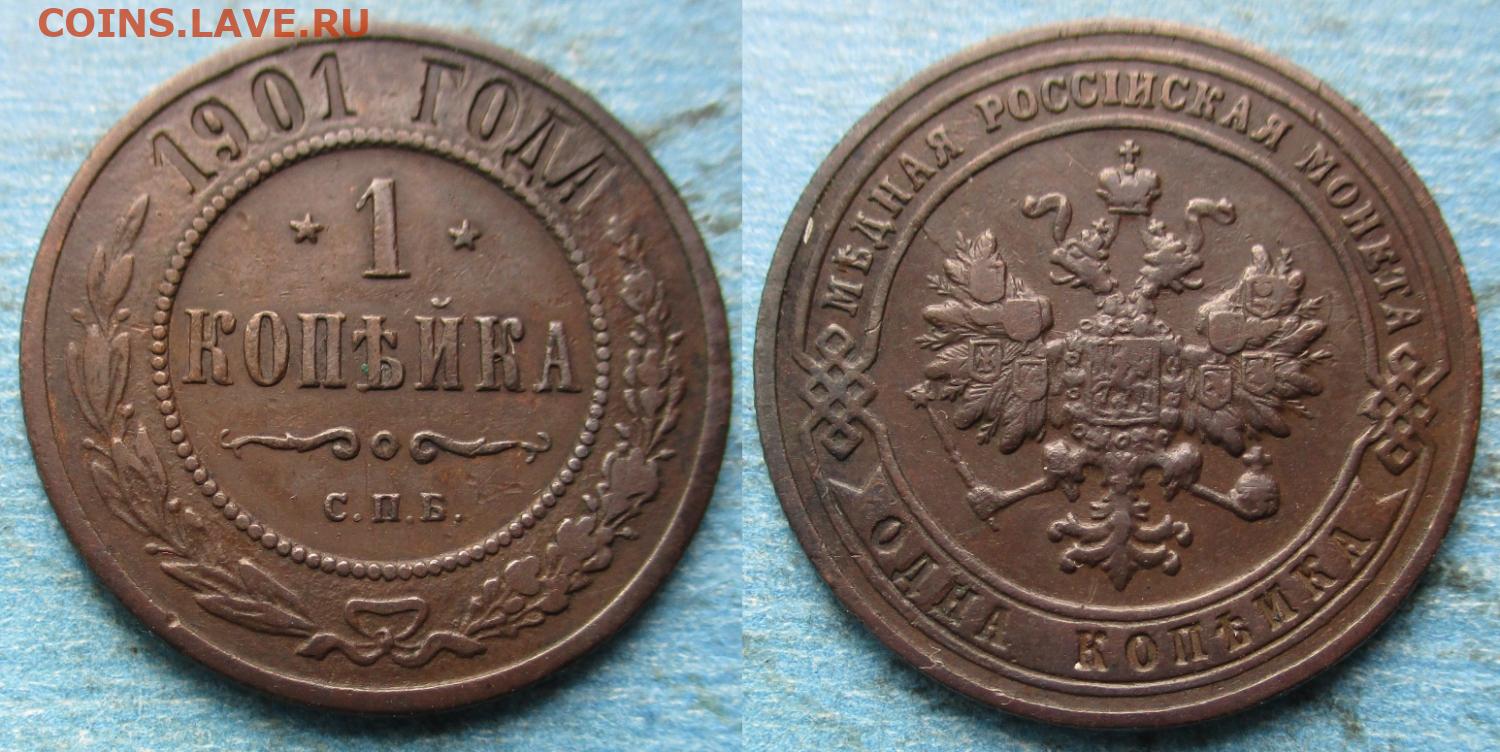 COINS.LAVE.RU
1901 ГОДА
1
КОПѢЙКА
С.П.Б.
МѢДНАЯ РОССІЙСКАЯ МОНЕТА
ОДНА КОПѢЙКА